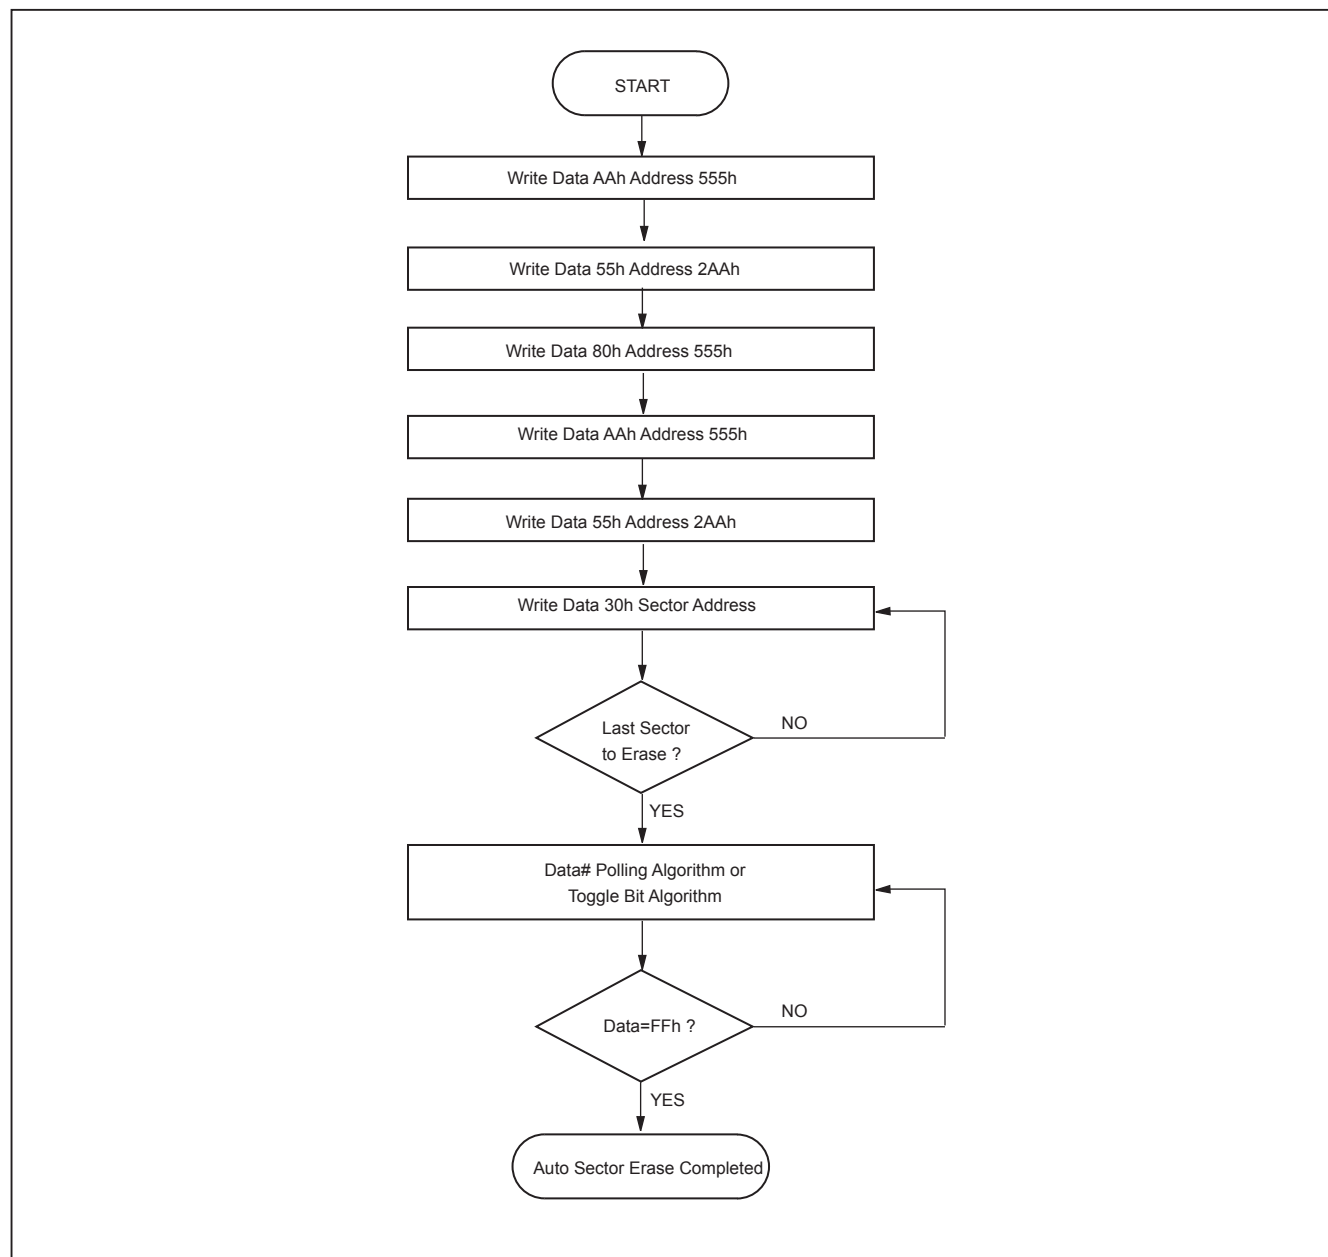 START
Write Data AAh Address 555h
Write Data 55h Address 2AAh
Write Data 80h Address 555h
Write Data AAh Address 555h
Write Data 55h Address 2AAh
Write Data 30h Sector Address
Last Sector
to Erase ?
NO
YES
Data# Polling Algorithm or
Toggle Bit Algorithm
Data=FFh ?
NO
YES
Auto Sector Erase Completed